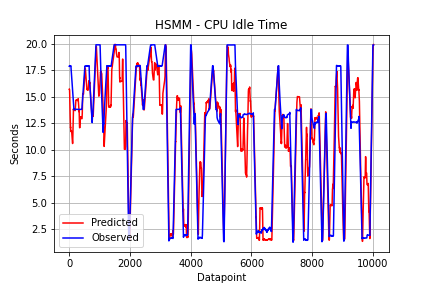 HSMM - CPU Idle Time
20.0
17.5
15.0
12.5
10.0
7.5
5.0
2.5
Seconds
Predicted
Observed
0 2000 4000 6000 8000 10000
Datapoint